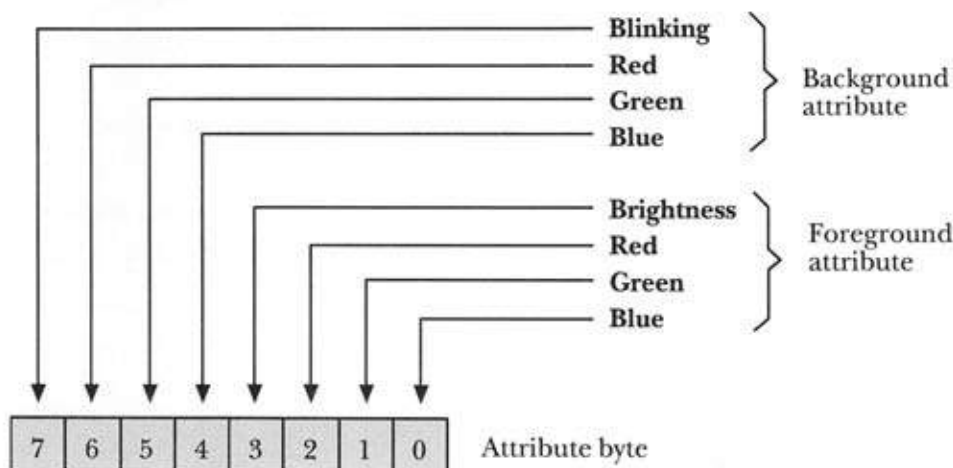 Blinking
Red
Green
Blue
Background
attribute
Brightness
Red
Green
Blue
Foreground
attribute
7 6 5 4 3 2 1 0
Attribute byte